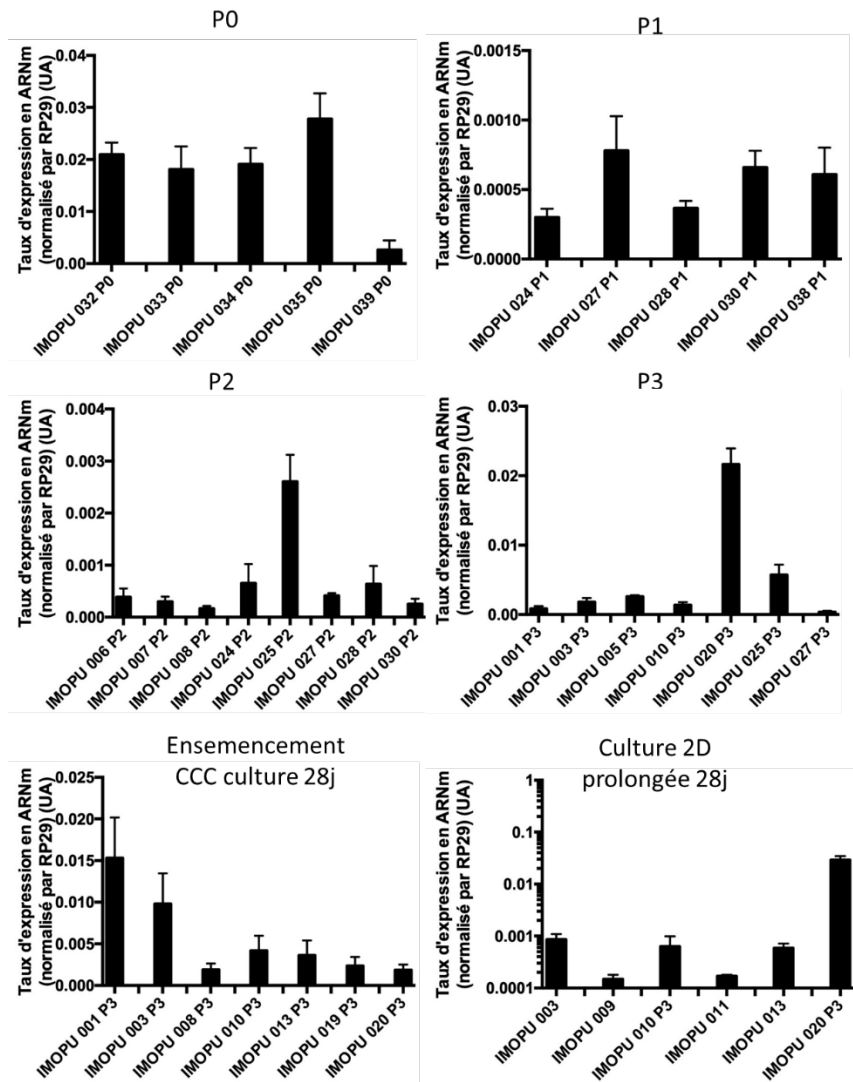 P0
Taux d'expression en ARNm
(normalisé par RP29) (UA)
0.04
0.03
0.02
0.01
0.00
IMOPU 032 P0
IMOPU 033 P0
IMOPU 034 P0
IMOPU 035 P0
IMOPU 039 P0
P1
Taux d'expression en ARNm
(normalisé par RP29) (UA)
0.0015
0.0010
0.0005
0.0000
IMOPU 024 P1
IMOPU 027 P1
IMOPU 028 P1
IMOPU 030 P1
IMOPU 038 P1
P2
Taux d'expression en ARNm
(normalisé par RP29) (UA)
0.004
0.003
0.002
0.001
0.000
IMOPU 006 P2
IMOPU 007 P2
IMOPU 008 P2
IMOPU 024 P2
IMOPU 025 P2
IMOPU 027 P2
IMOPU 028 P2
IMOPU 030 P2
P3
Taux d'expression en ARNm
(normalisé par RP29) (UA)
0.03
0.02
0.01
0.00
IMOPU 001 P3
IMOPU 003 P3
IMOPU 005 P3
IMOPU 010 P3
IMOPU 020 P3
IMOPU 025 P3
IMOPU 027 P3
Ensemencement
CCC culture 28j
Taux d'expression en ARNm
(normalisé par RP29) (UA)
0.025
0.020
0.015
0.010
0.005
0.000
IMOPU 001 P3
IMOPU 003 P3
IMOPU 008 P3
IMOPU 010 P3
IMOPU 013 P3
IMOPU 019 P3
IMOPU 020 P3
Culture 2D
prolongée 28j
Taux d'expression en ARNm
(normalisé par RP29) (UA)
1
0.1
0.01
0.001
0.0001
IMOPU 003
IMOPU 009
IMOPU 010 P3
IMOPU 011
IMOPU 013
IMOPU 020 P3